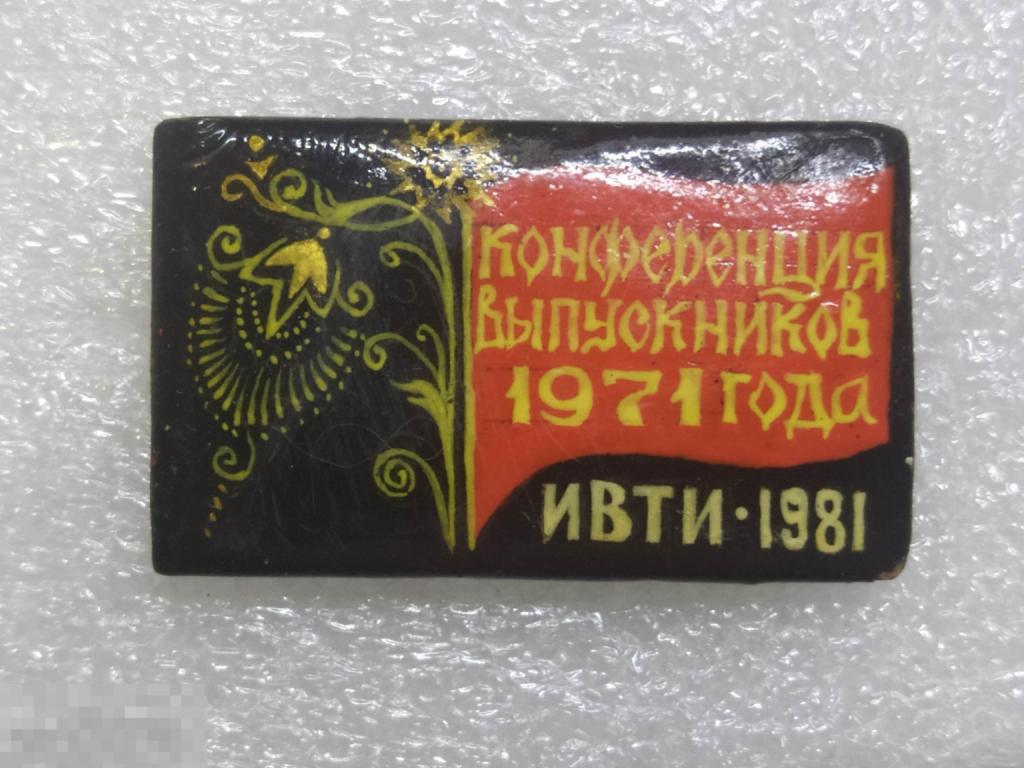 конференция
выпускников
1971 года
ИВТИ · 1981